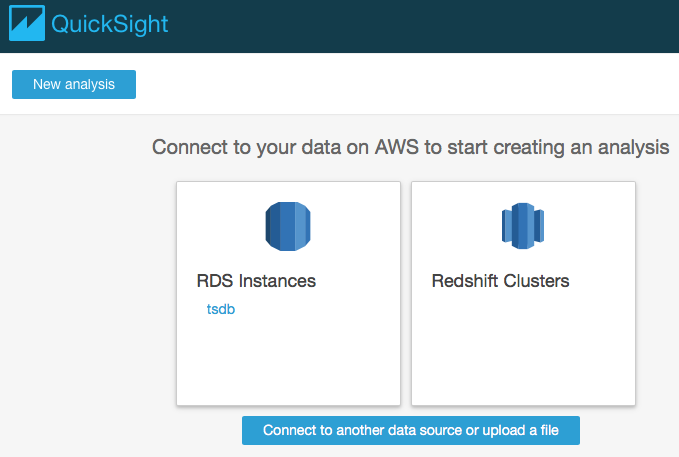 QuickSight
New analysis
Connect to your data on AWS to start creating an analysis
RDS Instances
tsdb
Redshift Clusters
Connect to another data source or upload a file